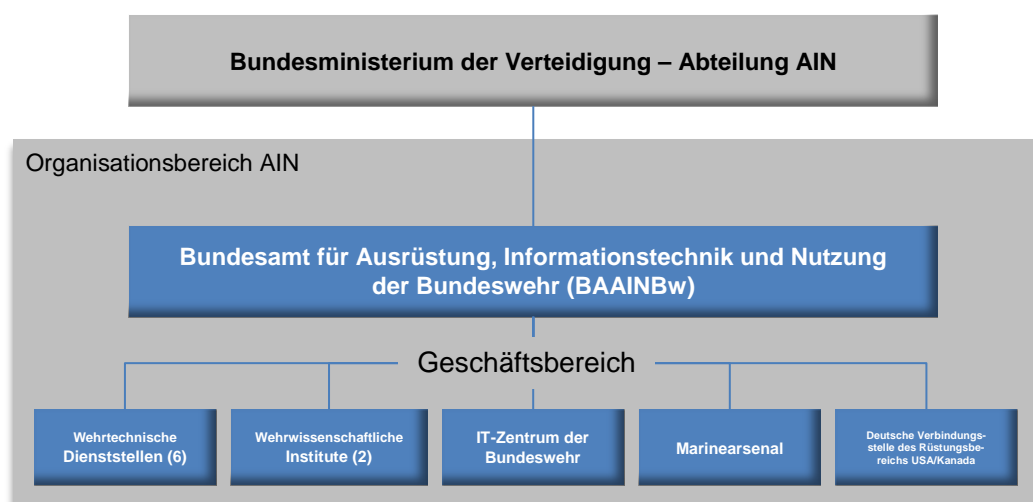 Bundesministerium der Verteidigung – Abteilung AIN
Organisationsbereich AIN
Bundesamt für Ausrüstung, Informationstechnik und Nutzung
der Bundeswehr (BAAINBw)
Geschäftsbereich
Wehrtechnische
Dienststellen (6)
Wehrwissenschaftliche
Institute (2)
IT-Zentrum der
Bundeswehr
Marinearsenal
Deutsche Verbindungs-
stelle des Rüstungsbe-
reichs USA/Kanada